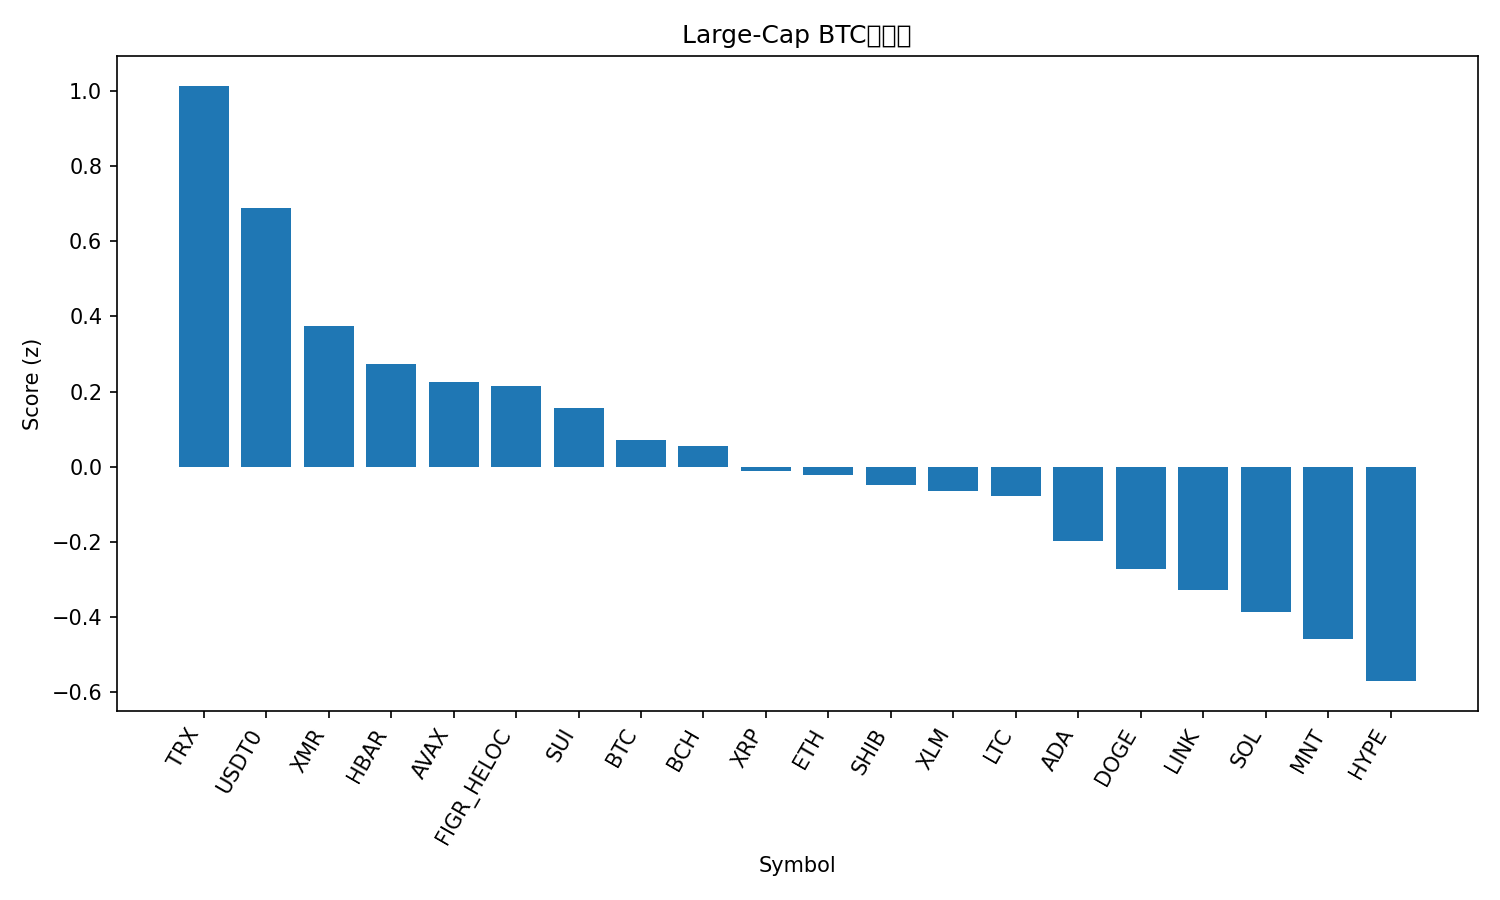 Large-Cap BTC
1.0
0.8
0.6
0.4
0.2
0.0
−0.2
−0.4
−0.6
Score (z)
TRX
USDT0
XMR
HBAR
AVAX
FIGR_HELOC
SUI
BTC
BCH
XRP
ETH
SHIB
XLM
LTC
ADA
DOGE
LINK
SOL
MNT
HYPE
Symbol